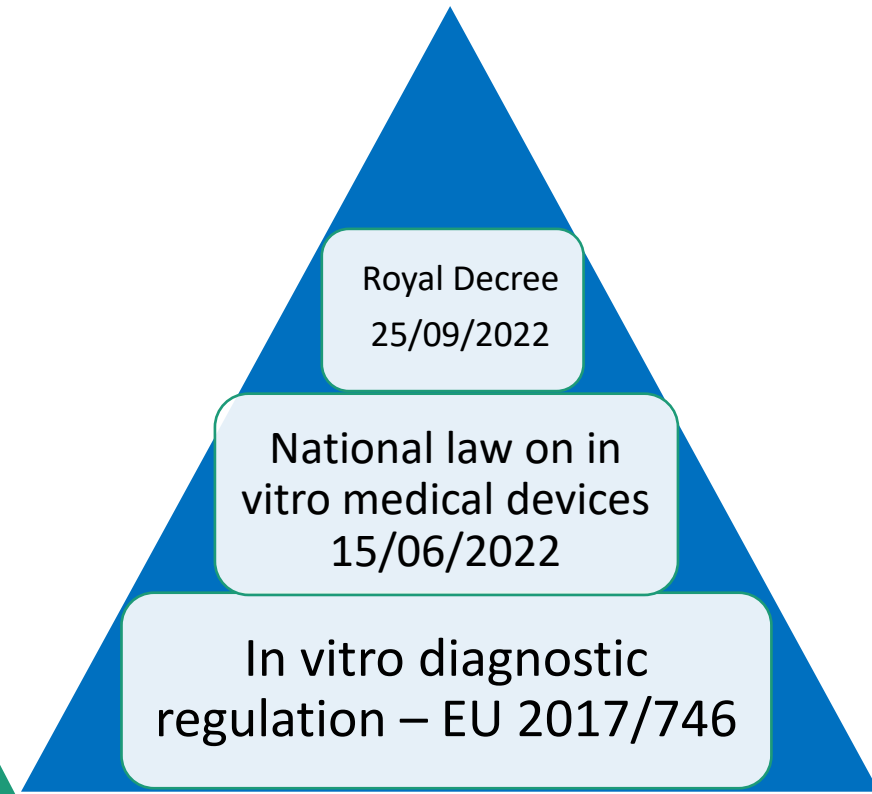 Royal Decree
25/09/2022
National law on in
vitro medical devices
15/06/2022
In vitro diagnostic
regulation – EU 2017/746